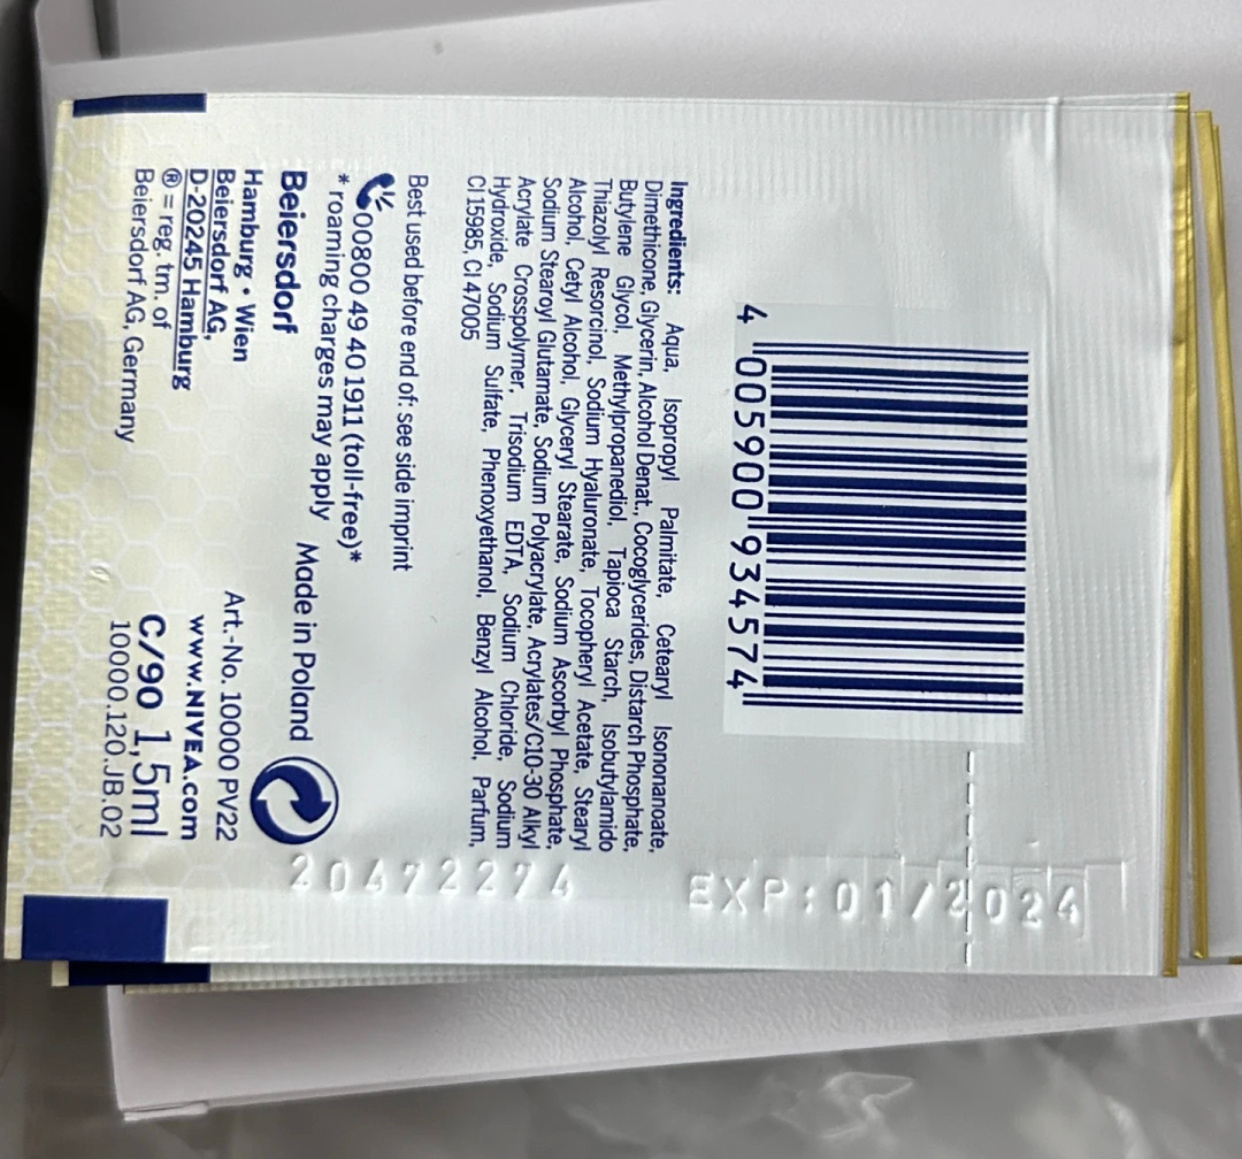 4 005900 934574
Ingredients: Aqua, Isopropyl Palmitate, Cetearyl Isononanoate,
Dimethicone, Glycerin, Alcohol Denat., Cocoglycerides, Distarch Phosphate,
Butylene Glycol, Methylpropanediol, Tapioca Starch, Isobutylamido
Thiazolyl Resorcinol, Sodium Hyaluronate, Tocopheryl Acetate, Stearyl
Alcohol, Cetyl Alcohol, Glyceryl Stearate, Sodium Ascorbyl Phosphate,
Sodium Stearoyl Glutamate, Sodium Polyacrylate, Acrylates/C10-30 Alkyl
Acrylate Crosspolymer, Trisodium EDTA, Sodium Chloride, Sodium
Hydroxide, Sodium Sulfate, Phenoxyethanol, Benzyl Alcohol, Parfum,
CI 15985, CI 47005
Best used before end of: see side imprint
00800 49 40 1911 (toll-free)*
* roaming charges may apply
Beiersdorf Made in Poland
Hamburg • Wien
Beiersdorf AG,
D-20245 Hamburg
® = reg. tm. of
Beiersdorf AG, Germany
Art.-No. 10000 PV22
www.NIVEA.com
C/90 1,5ml
10000.120.JB.02
EXP:01/2024
20472274